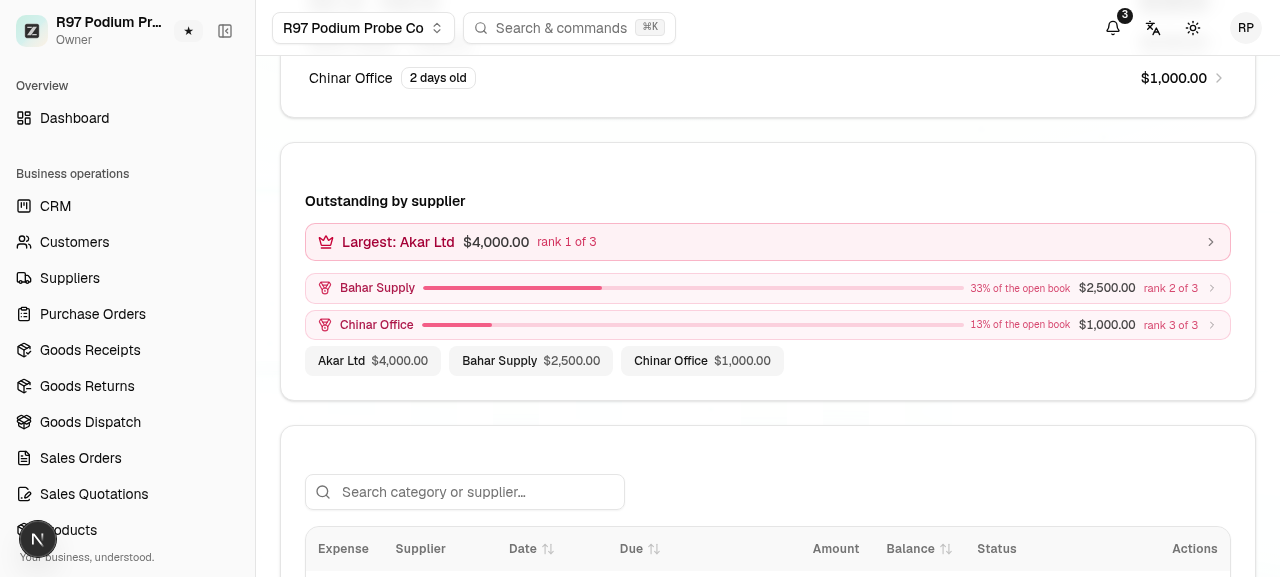 R97 Podium Pr...
Owner
R97 Podium Probe Co
Search & commands
⌘K
3
RP
Overview
Dashboard
Business operations
CRM
Customers
Suppliers
Purchase Orders
Goods Receipts
Goods Returns
Goods Dispatch
Sales Orders
Sales Quotations
Your business, understood.
Chinar Office 2 days old $1,000.00
Outstanding by supplier
Largest: Akar Ltd $4,000.00 rank 1 of 3
Bahar Supply 33% of the open book $2,500.00 rank 2 of 3
Chinar Office 13% of the open book $1,000.00 rank 3 of 3
Akar Ltd $4,000.00 Bahar Supply $2,500.00 Chinar Office $1,000.00
Search category or supplier...
Expense Supplier Date Due Amount Balance Status Actions